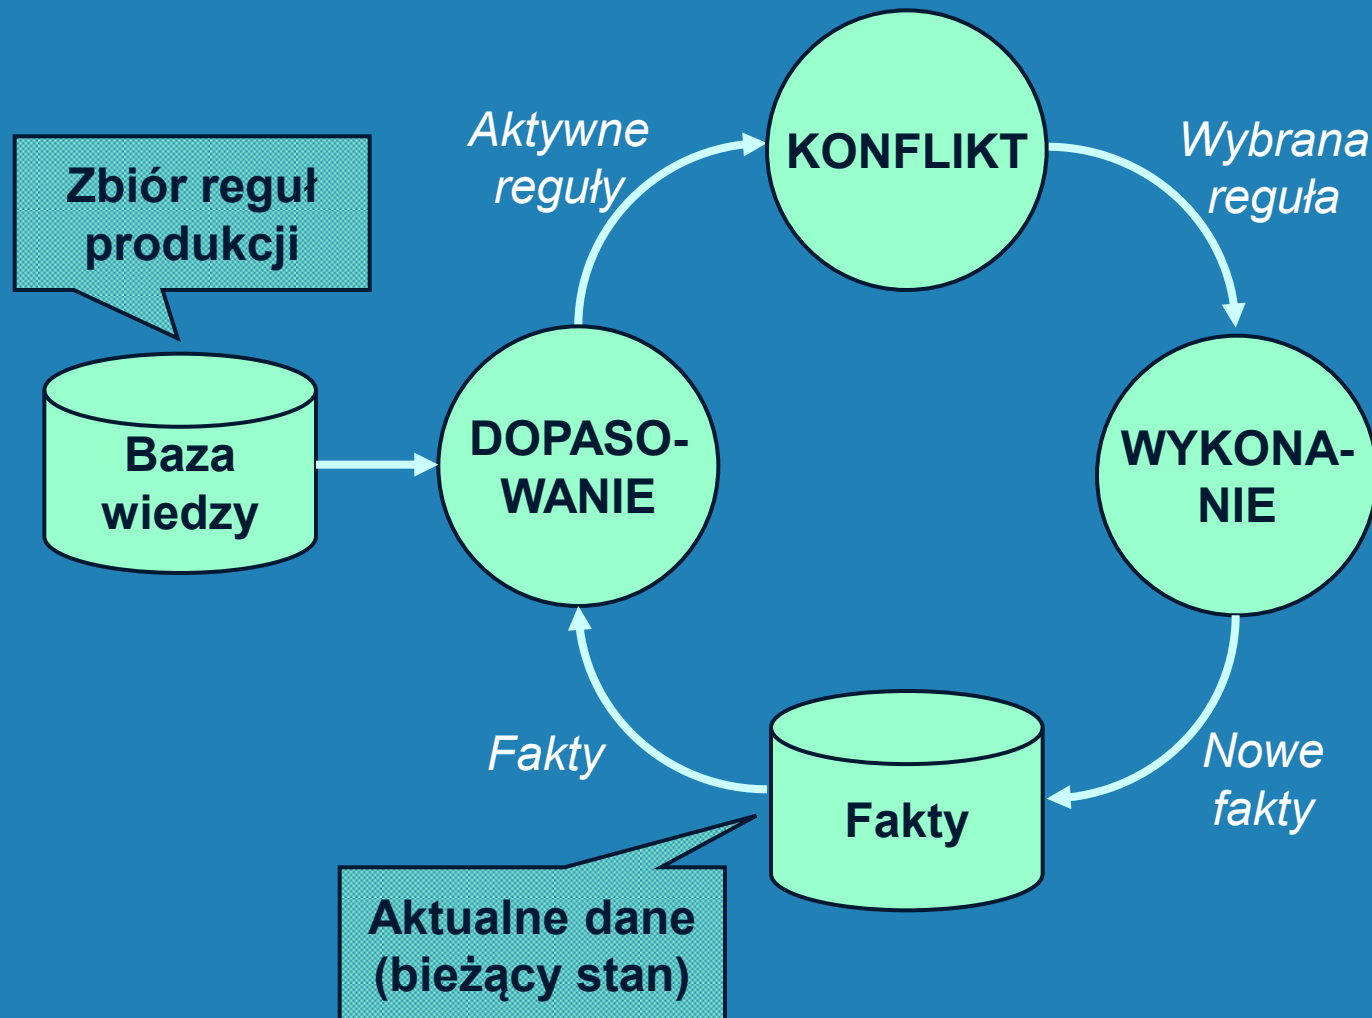 Aktywne
reguły
KONFLIKT
Wybrana
reguła
Zbiór reguł
produkcji
Baza
wiedzy
DOPASO-
WANIE
WYKONA-
NIE
Fakty
Fakty
Nowe
fakty
Aktualne dane
(bieżący stan)